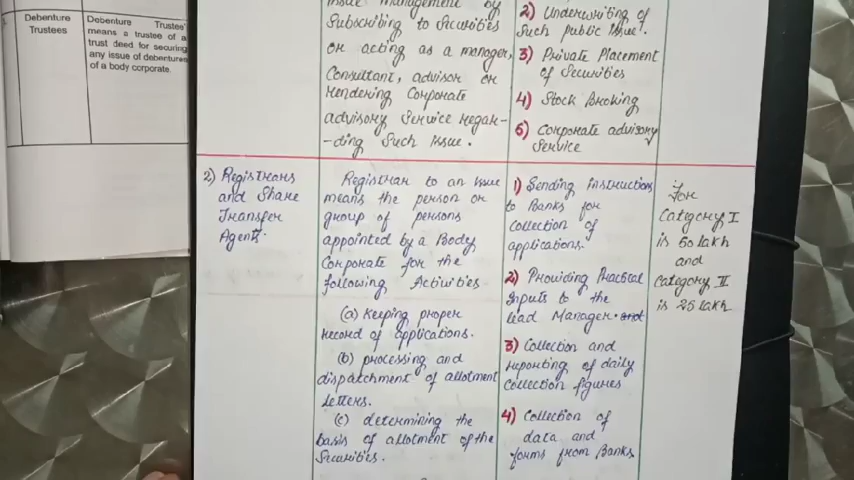 Debenture
Trustees
Debenture Trustee'
means a trustee of a
trust deed for securing
any issue of debentures
of a body corporate.
issue management by
Subscribing to Securities
or acting as a manager,
Consultant, advisor or
rendering Corporate
advisory Service regar-
-ding Such Issue.
2) Underwriting of
Such public Issue.
3) Private Placement
of Securities
4) Stock Broking
5) Corporate advisory
Service
2) Registrars
and Share
Transfer
Agents.
Registrar to an Issue
means the person or
group of persons
appointed by a Body
Corporate for the
following Activities
(a) Keeping proper
record of applications.
(b) processing and
dispatchment of allotment
letters.
(c) determining the
basis of allotment of the
Securities.
1) Sending instructions
to Banks for
collection of
applications.
2) Providing Practical
Inputs to the
lead Manager. and
3) Collection and
reporting of daily
collection figures
4) Collection of
data and
forms from Banks
For
Category I
is 50 lakh
and
Category II
is 25 lakh